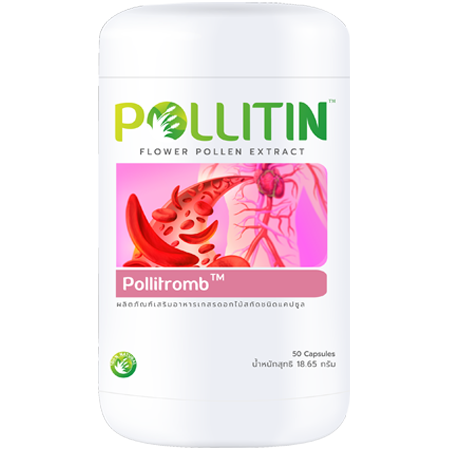 POLLITIN™
FLOWER POLLEN EXTRACT
Pollitromb™
ผลิตภัณฑ์เสริมอาหารเกสรดอกไม้สกัดชนิดแคปซูล
50 Capsules
น้ำหนักสุทธิ 18.65 กรัม